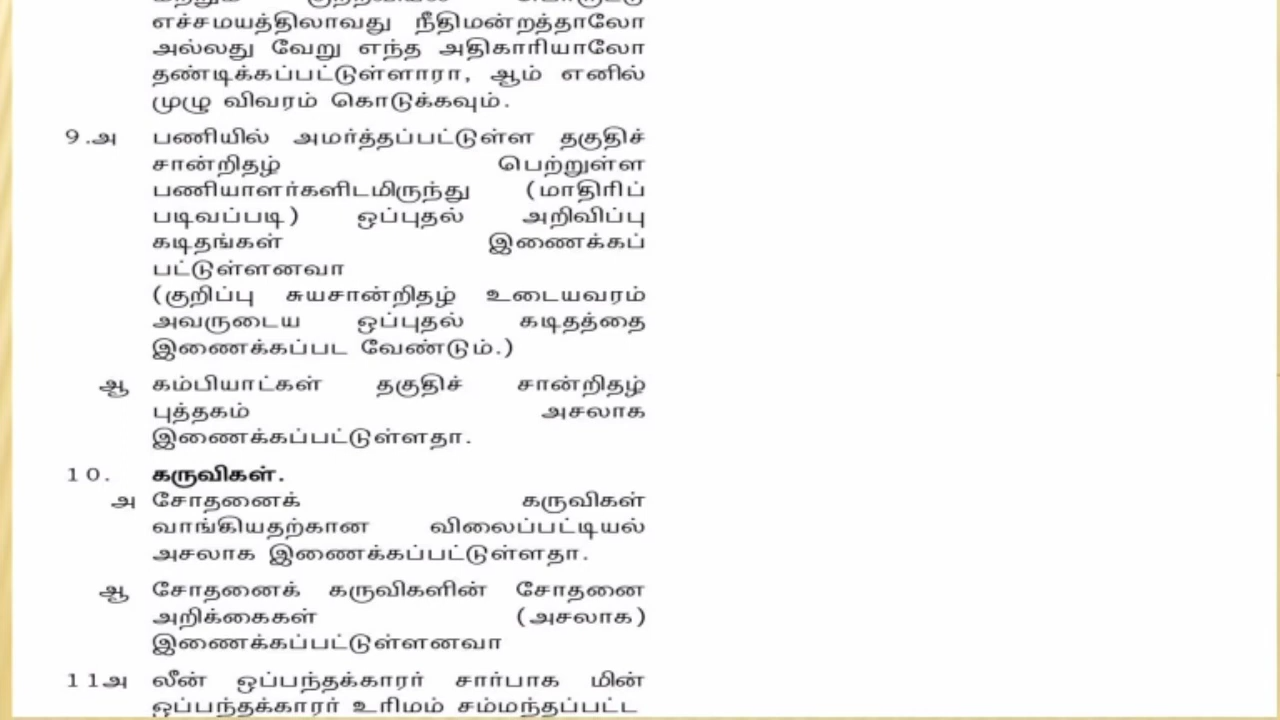 எச்சமயத்திலாவது நீதிமன்றத்தாலோ
அல்லது வேறு எந்த அதிகாரியாலோ
தண்டிக்கப்பட்டுள்ளாரா, ஆம் எனில்
முழு விவரம் கொடுக்கவும்.
9.அ பணியில் அமர்த்தப்பட்டுள்ள தகுதிச்
சான்றிதழ் பெற்றுள்ள
பணியாளர்களிடமிருந்து (மாதிரிப்
படிவப்படி) ஒப்புதல் அறிவிப்பு
கடிதங்கள் இணைக்கப்
பட்டுள்ளனவா
(குறிப்பு சுயசான்றிதழ் உடையவரம்
அவருடைய ஒப்புதல் கடிதத்தை
இணைக்கப்பட வேண்டும்.)
ஆ கம்பியாட்கள் தகுதிச் சான்றிதழ்
புத்தகம் அசலாக
இணைக்கப்பட்டுள்ளதா.
10. கருவிகள்.
அ சோதனைக் கருவிகள்
வாங்கியதற்கான விலைப்பட்டியல்
அசலாக இணைக்கப்பட்டுள்ளதா.
ஆ சோதனைக் கருவிகளின் சோதனை
அறிக்கைகள் (அசலாக)
இணைக்கப்பட்டுள்ளனவா
11அ லீன் ஒப்பந்தக்காரர் சார்பாக மின்
ஒப்பந்தக்காரர் உரிமம் சம்மந்தப்பட்ட